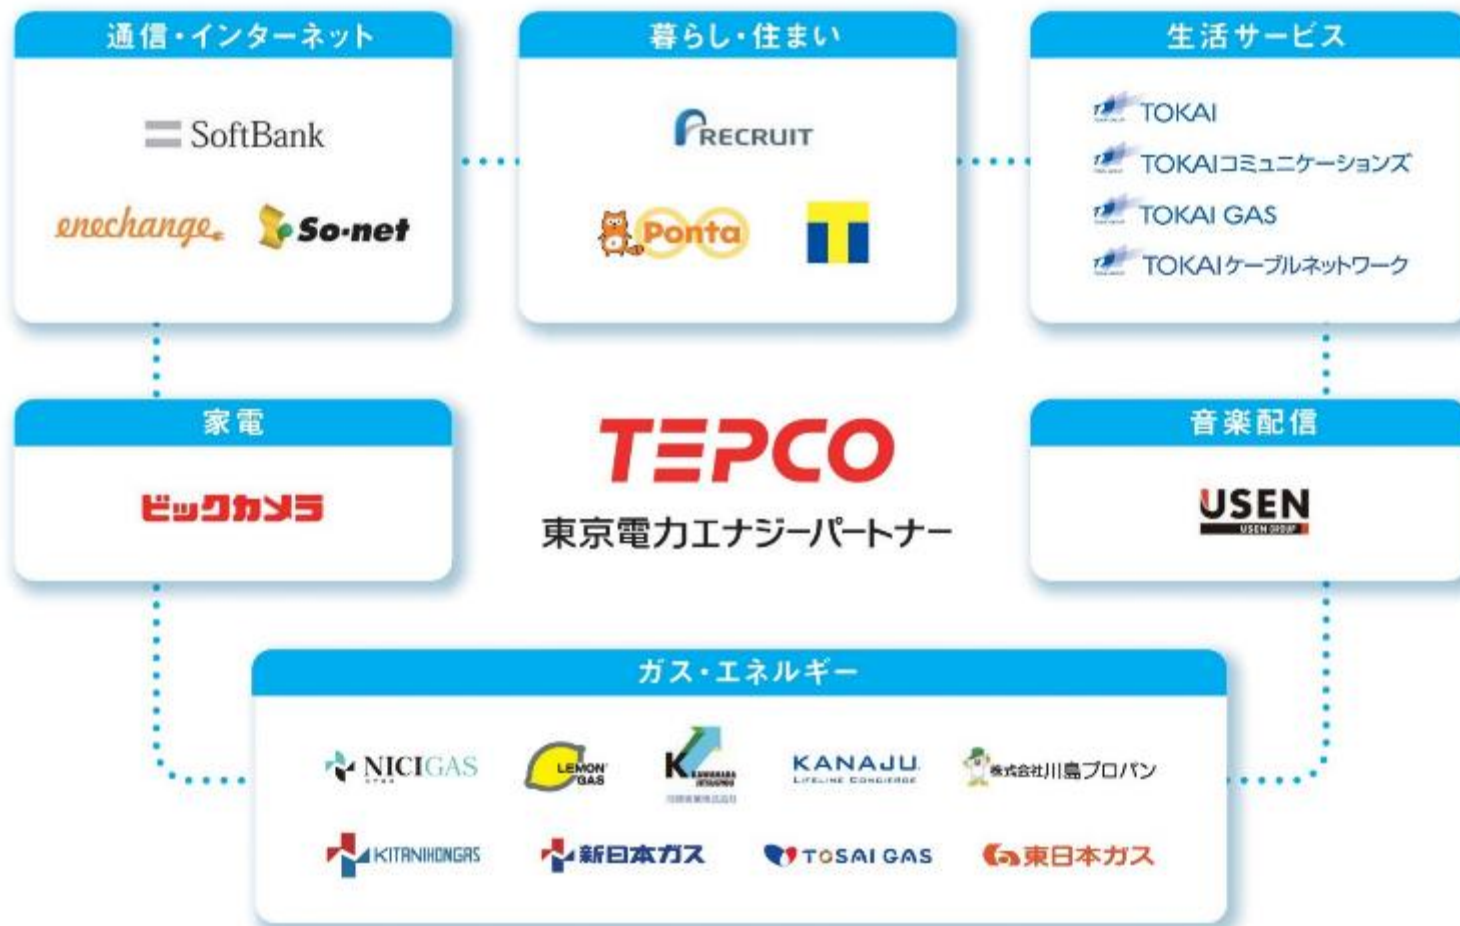 通信・インターネット
SoftBank
enechange
So-net
暮らし・住まい
RECRUIT
Ponta
T
生活サービス
TOKAI
TOKAIコミュニケーションズ
TOKAI GAS
TOKAIケーブルネットワーク
家電
ビックカメラ
TEPCO
東京電力エナジーパートナー
音楽配信
USEN
USEN GROUP
ガス・エネルギー
NICIGAS
LEMON GAS
K
KANAJU
LIFELINE CONCIERGE
株式会社川島プロパン
KITANIHONGAS
新日本ガス
TOSAI GAS
東日本ガス